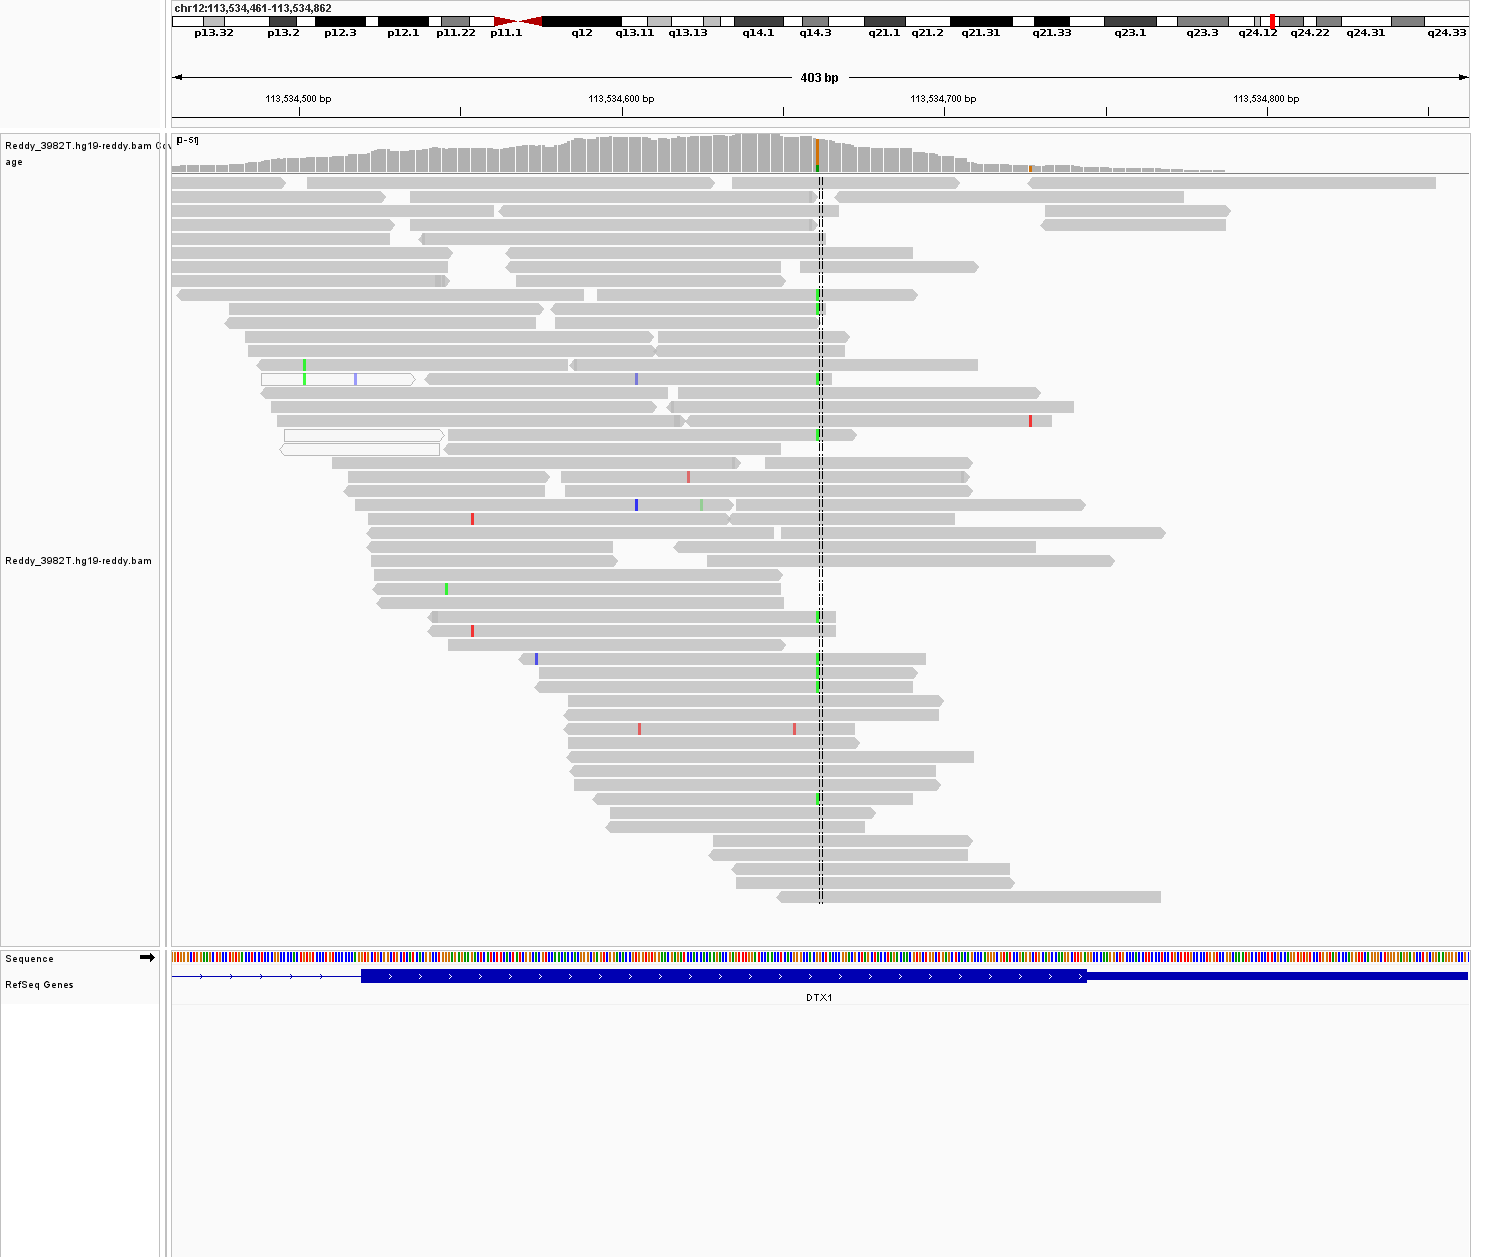 chr12:113,534,461-113,534,862
p13.32 p13.2 p12.3 p12.1 p11.22 p11.1 q12 q13.11 q13.13 q14.1 q14.3 q21.1 q21.2 q21.31 q21.33 q23.1 q23.3 q24.12 q24.22 q24.31 q24.33
403 bp
113,534,500 bp 113,534,600 bp 113,534,700 bp 113,534,800 bp
[0-51]
Reddy_3982T.hg19-reddy.bam Cov
age
Reddy_3982T.hg19-reddy.bam
Sequence
RefSeq Genes
DTX1